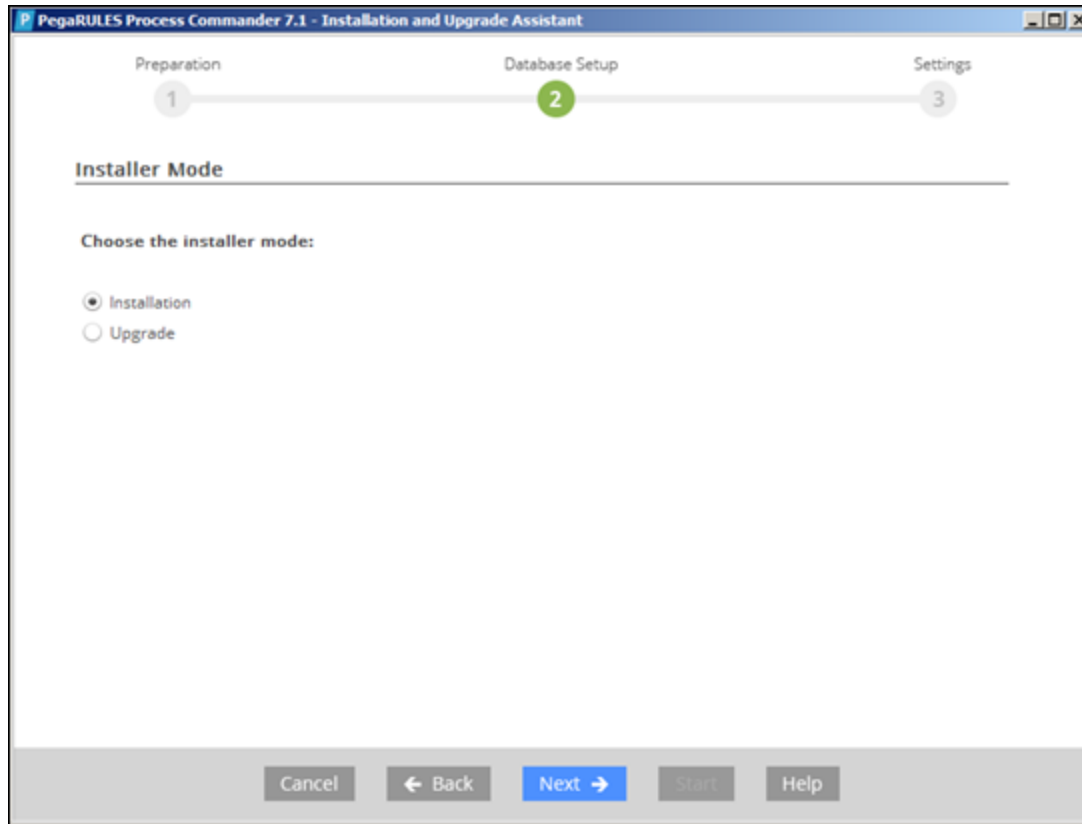 P PegaRULES Process Commander 7.1 - Installation and Upgrade Assistant
Preparation Database Setup Settings
1 2 3
Installer Mode
Choose the installer mode:
Installation
Upgrade
Cancel Back Next Start Help